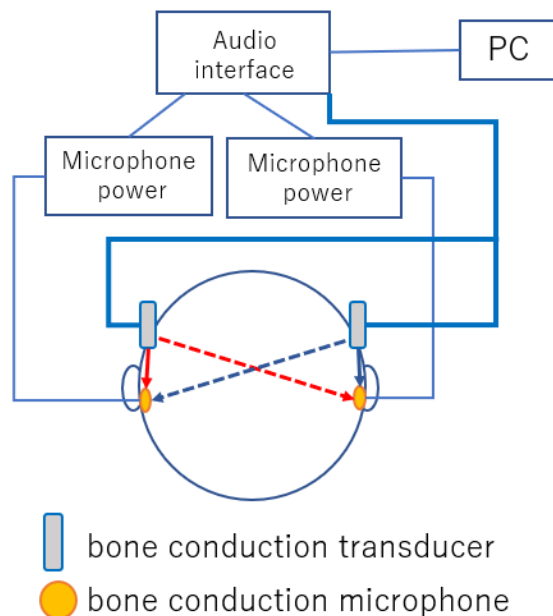 Audio
interface
PC
Microphone
power
Microphone
power
bone conduction transducer
bone conduction microphone